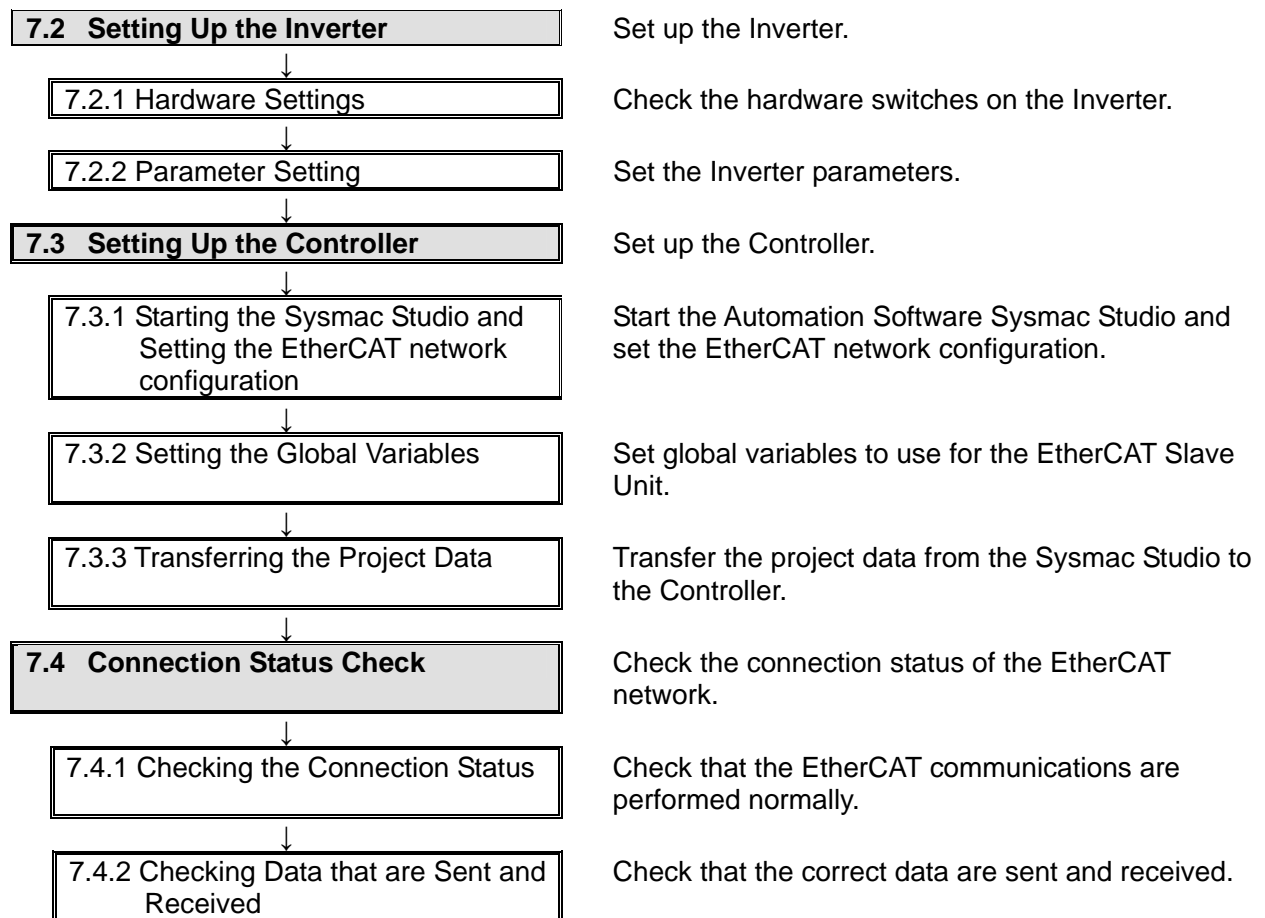 7.2 Setting Up the Inverter
Set up the Inverter.
↓
7.2.1 Hardware Settings
Check the hardware switches on the Inverter.
↓
7.2.2 Parameter Setting
Set the Inverter parameters.
↓
7.3 Setting Up the Controller
Set up the Controller.
↓
7.3.1 Starting the Sysmac Studio and
Setting the EtherCAT network
configuration
Start the Automation Software Sysmac Studio and
set the EtherCAT network configuration.
↓
7.3.2 Setting the Global Variables
Set global variables to use for the EtherCAT Slave
Unit.
↓
7.3.3 Transferring the Project Data
Transfer the project data from the Sysmac Studio to
the Controller.
↓
7.4 Connection Status Check
Check the connection status of the EtherCAT
network.
↓
7.4.1 Checking the Connection Status
Check that the EtherCAT communications are
performed normally.
↓
7.4.2 Checking Data that are Sent and
Received
Check that the correct data are sent and received.